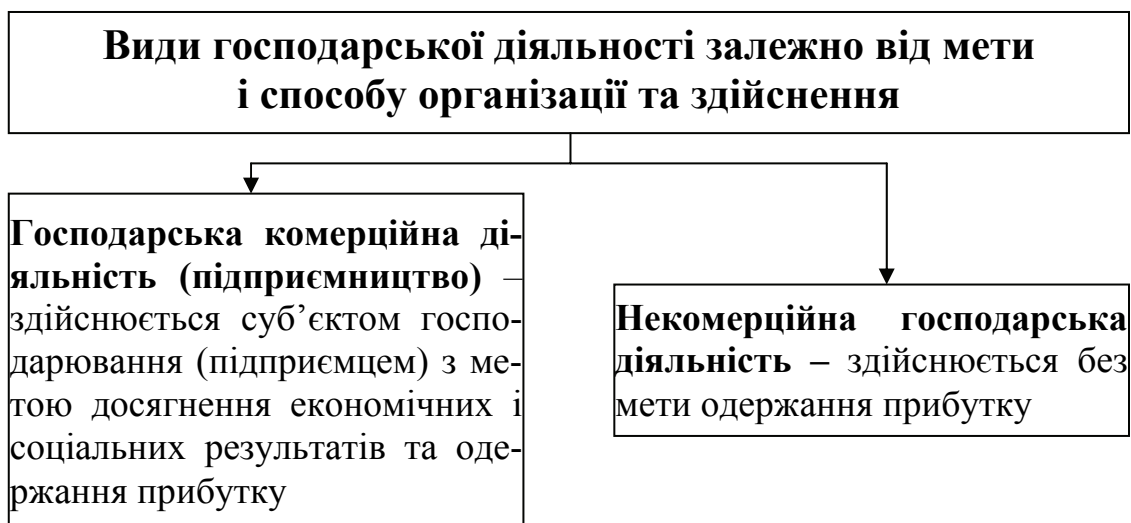 Види господарської діяльності залежно від мети
і способу організації та здійснення
Господарська комерційна ді-
яльність (підприємництво) –
здійснюється суб’єктом госпо-
дарювання (підприємцем) з ме-
тою досягнення економічних і
соціальних результатів та оде-
ржання прибутку
Некомерційна господарська
діяльність – здійснюється без
мети одержання прибутку